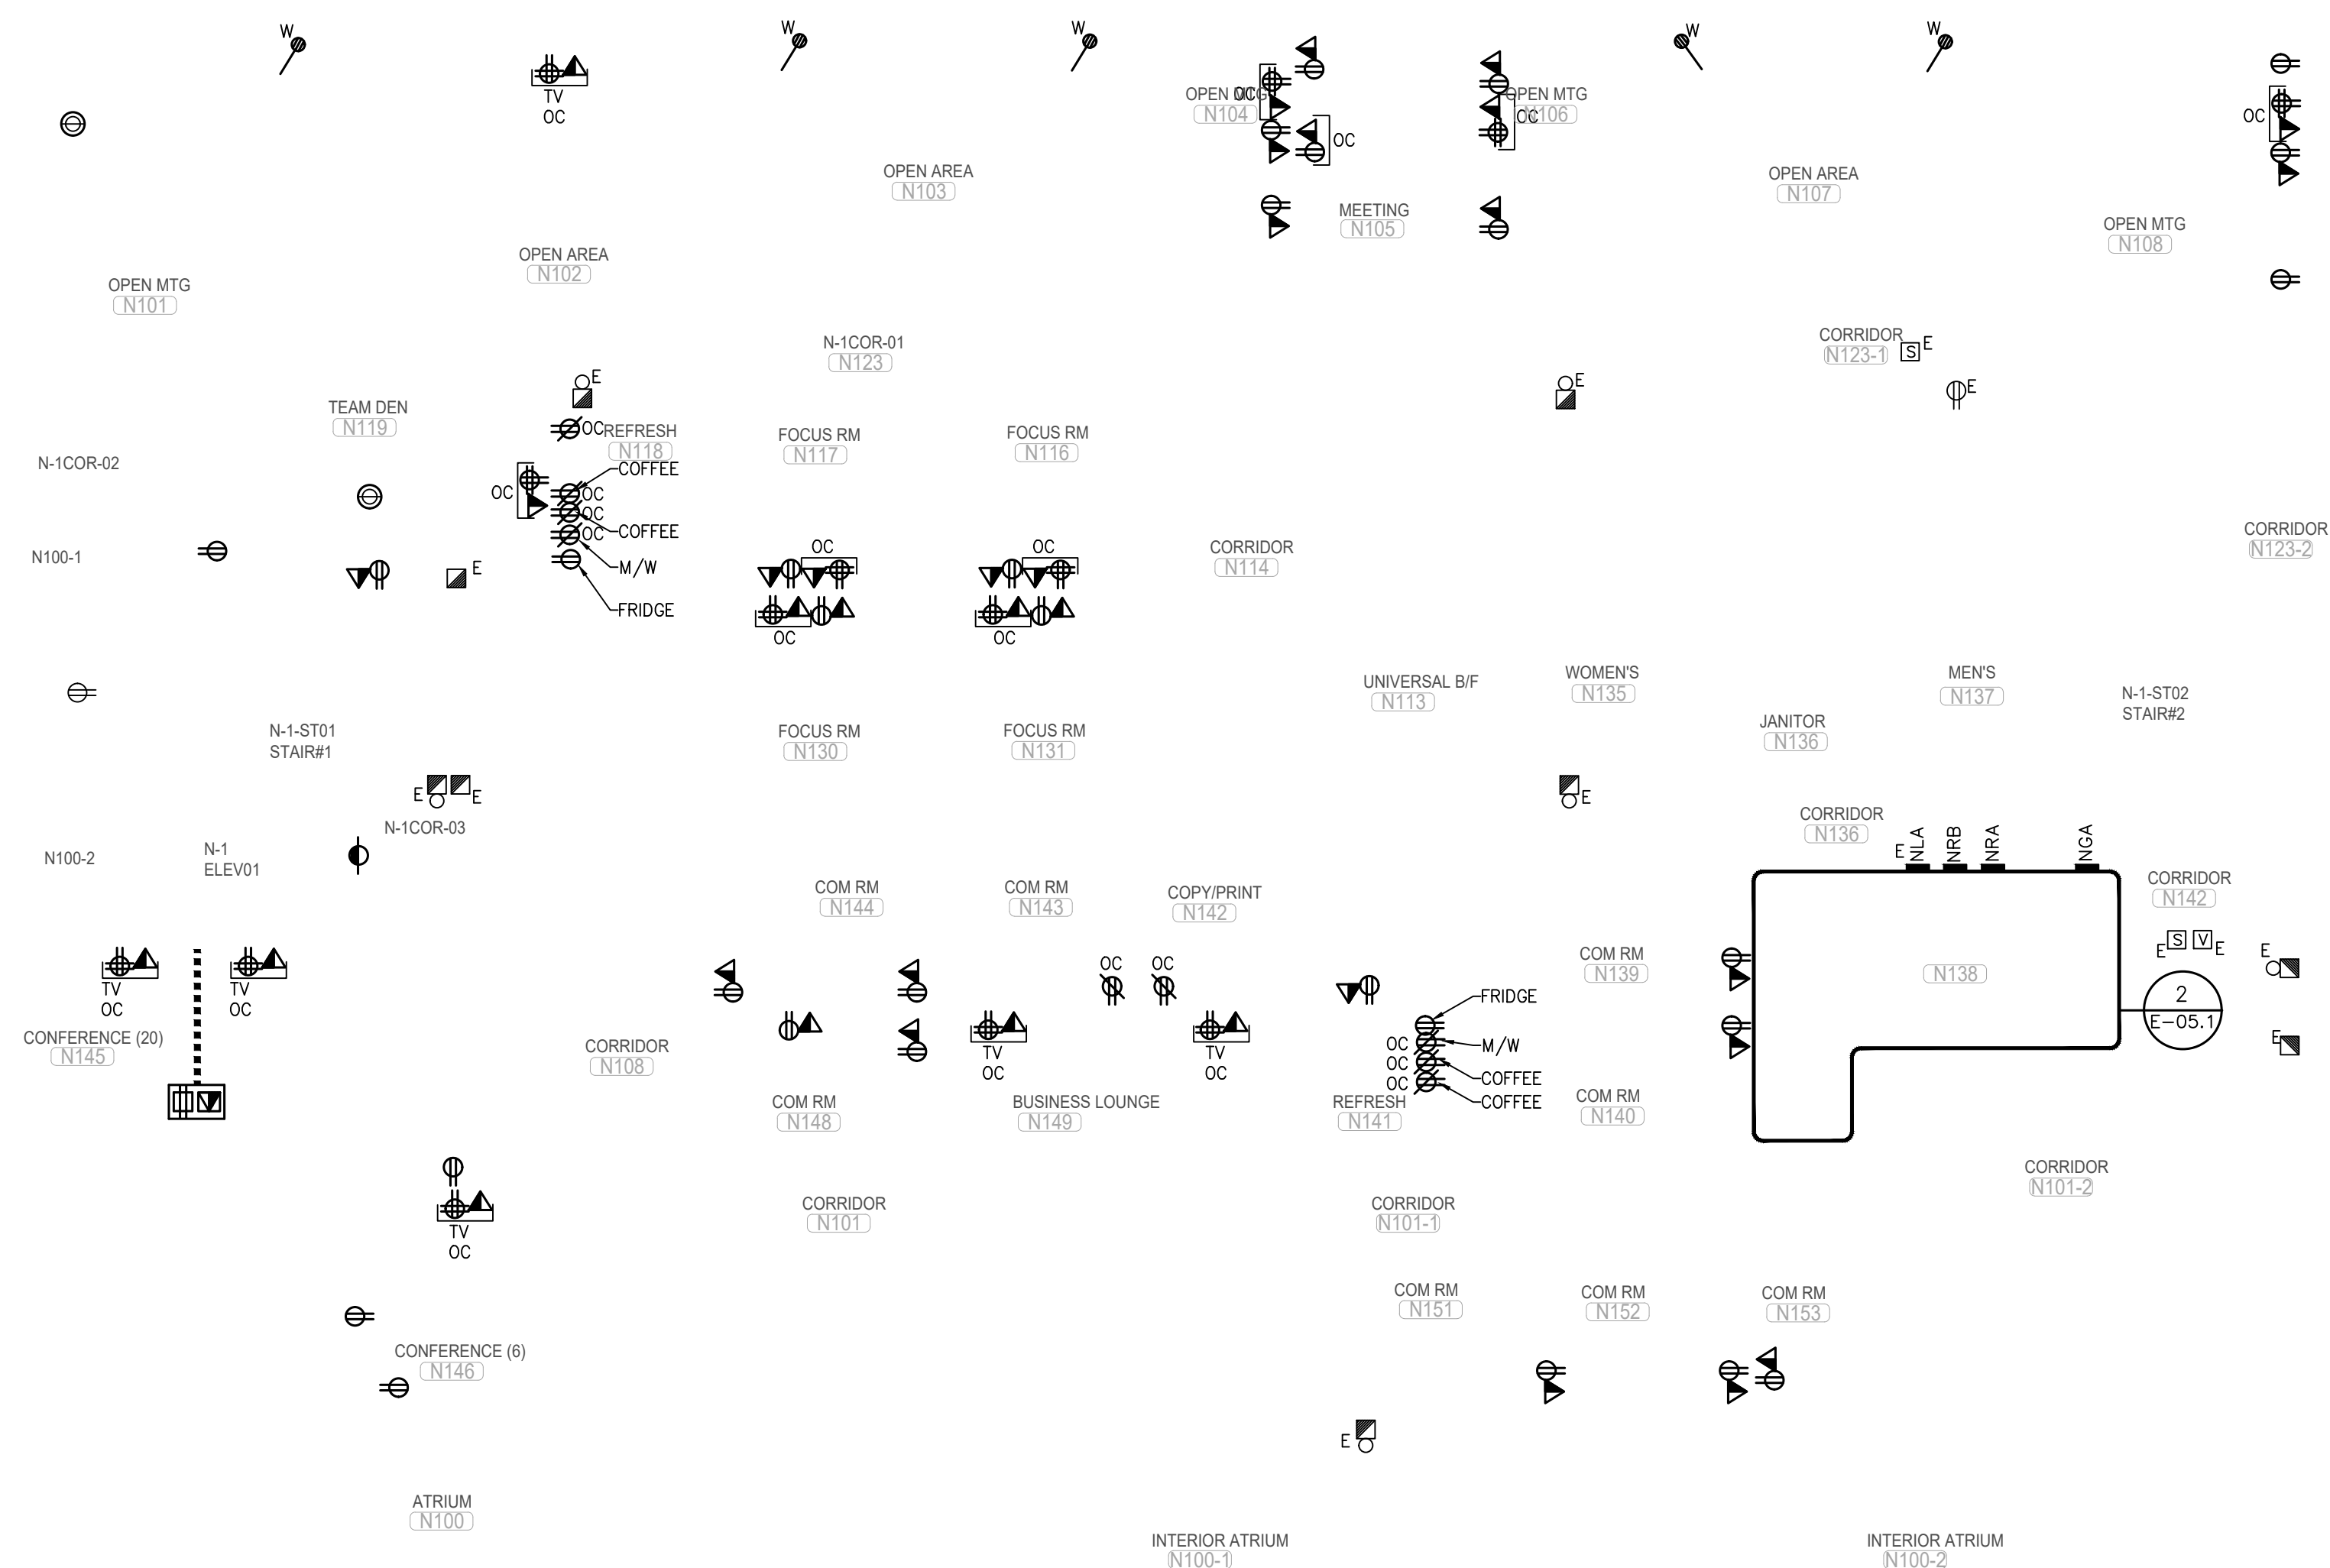 W
W
W
W
W
TV
OC
OPEN MTG
N104
OC
OC
OPEN MTG
N106
OC
OC
OPEN AREA
N103
OPEN AREA
N107
MEETING
N105
OPEN MTG
N108
OPEN AREA
N102
OPEN MTG
N101
N-1COR-01
N123
CORRIDOR
N123-1
S
E
E
E
E
TEAM DEN
N119
OC
REFRESH
N118
FOCUS RM
N117
FOCUS RM
N116
N-1COR-02
COFFEE
OC
OC
OC
COFFEE
OC
M/W
FRIDGE
N100-1
E
OC
OC
OC
OC
CORRIDOR
N114
CORRIDOR
N123-2
UNIVERSAL B/F
N113
WOMEN'S
N135
MEN'S
N137
N-1-ST02
STAIR#2
JANITOR
N136
N-1-ST01
STAIR#1
FOCUS RM
N130
FOCUS RM
N131
E
E
E
N-1COR-03
CORRIDOR
N136
N100-2
N-1
ELEV01
E
NLA
NRB
NRA
NGA
COM RM
N144
COM RM
N143
COPY/PRINT
N142
CORRIDOR
N142
TV
OC
TV
OC
OC
OC
COM RM
N139
N138
E
S
V
E
E
2
E-05.1
E
CONFERENCE (20)
N145
CORRIDOR
N108
TV
OC
TV
OC
FRIDGE
OC
M/W
OC
COFFEE
OC
COFFEE
COM RM
N148
BUSINESS LOUNGE
N149
REFRESH
N141
COM RM
N140
TV
OC
CORRIDOR
N101
CORRIDOR
N101-1
CORRIDOR
N101-2
COM RM
N151
COM RM
N152
COM RM
N153
CONFERENCE (6)
N146
E
ATRIUM
N100
INTERIOR ATRIUM
N100-1
INTERIOR ATRIUM
N100-2